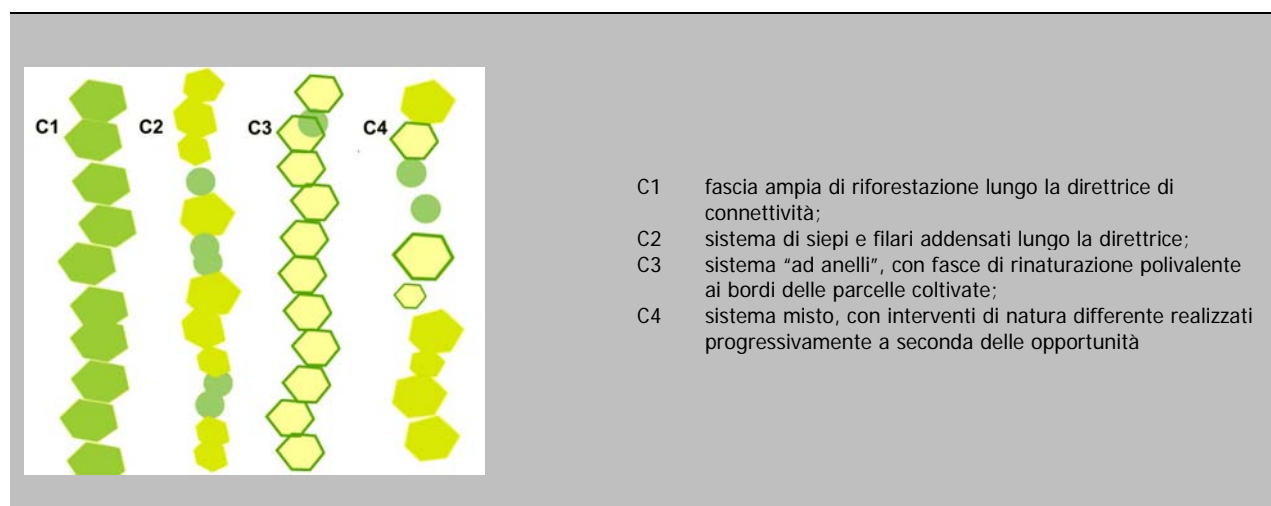 C1 C2 C3 C4
C1 fascia ampia di riforestazione lungo la direttrice di
connettività;
C2 sistema di siepi e filari addensati lungo la direttrice;
C3 sistema “ad anelli”, con fasce di rinaturazione polivalente
ai bordi delle parcelle coltivate;
C4 sistema misto, con interventi di natura differente realizzati
progressivamente a seconda delle opportunità